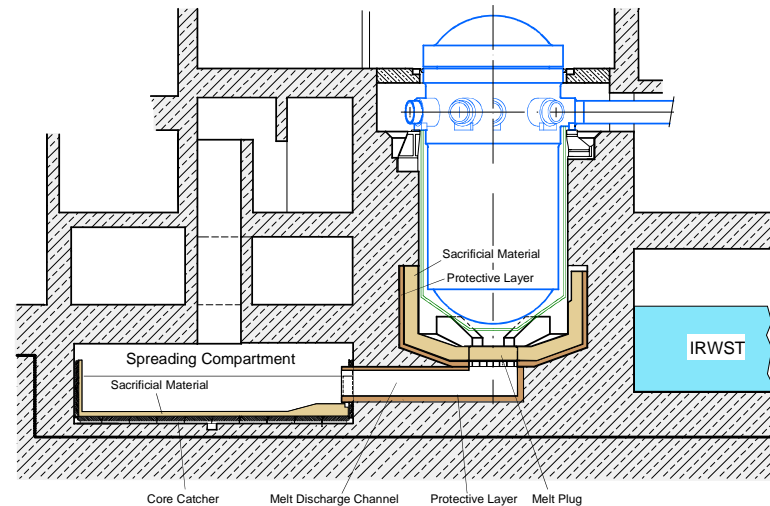 Sacrificial Material
Protective Layer
Spreading Compartment
IRWST
Sacrificial Material
Core Catcher
Melt Discharge Channel
Protective Layer
Melt Plug